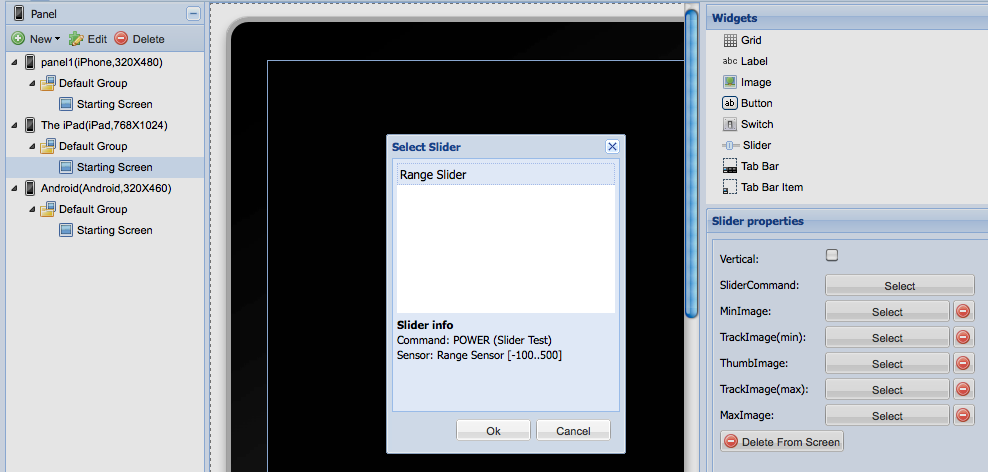 Panel
New
Edit
Delete
panel1(iPhone,320X480)
Default Group
Starting Screen
The iPad(iPad,768X1024)
Default Group
Starting Screen
Android(Android,320X460)
Default Group
Starting Screen
Select Slider
Range Slider
Slider info
Command: POWER (Slider Test)
Sensor: Range Sensor [-100..500]
Ok
Cancel
Widgets
Grid
abc Label
Image
ab Button
Switch
Slider
Tab Bar
Tab Bar Item
Slider properties
Vertical:
SliderCommand: Select
MinImage: Select
TrackImage(min): Select
ThumbImage: Select
TrackImage(max): Select
MaxImage: Select
Delete From Screen